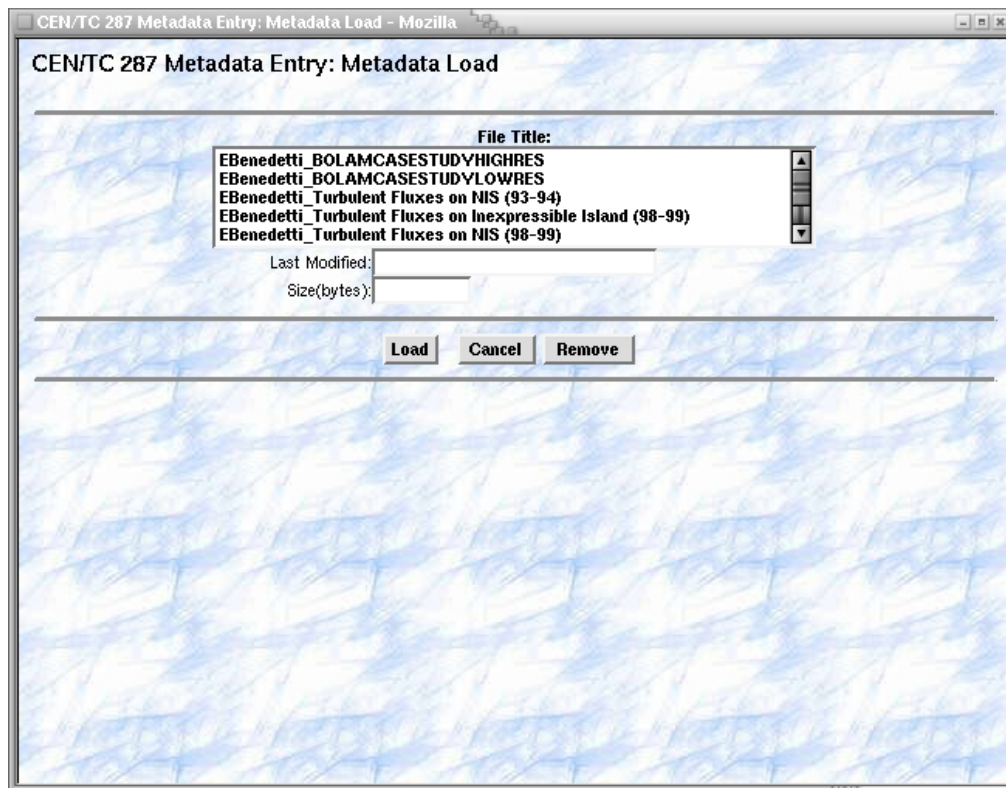 CEN/TC 287 Metadata Entry: Metadata Load - Mozilla
CEN/TC 287 Metadata Entry: Metadata Load
File Title:
EBenedetti_BOLAMCASESTUDYHIGHRES
EBenedetti_BOLAMCASESTUDYLOWRES
EBenedetti_Turbulent Fluxes on NIS (93-94)
EBenedetti_Turbulent Fluxes on Inexpressible Island (98-99)
EBenedetti_Turbulent Fluxes on NIS (98-99)
Last Modified:
Size(bytes):
Load Cancel Remove